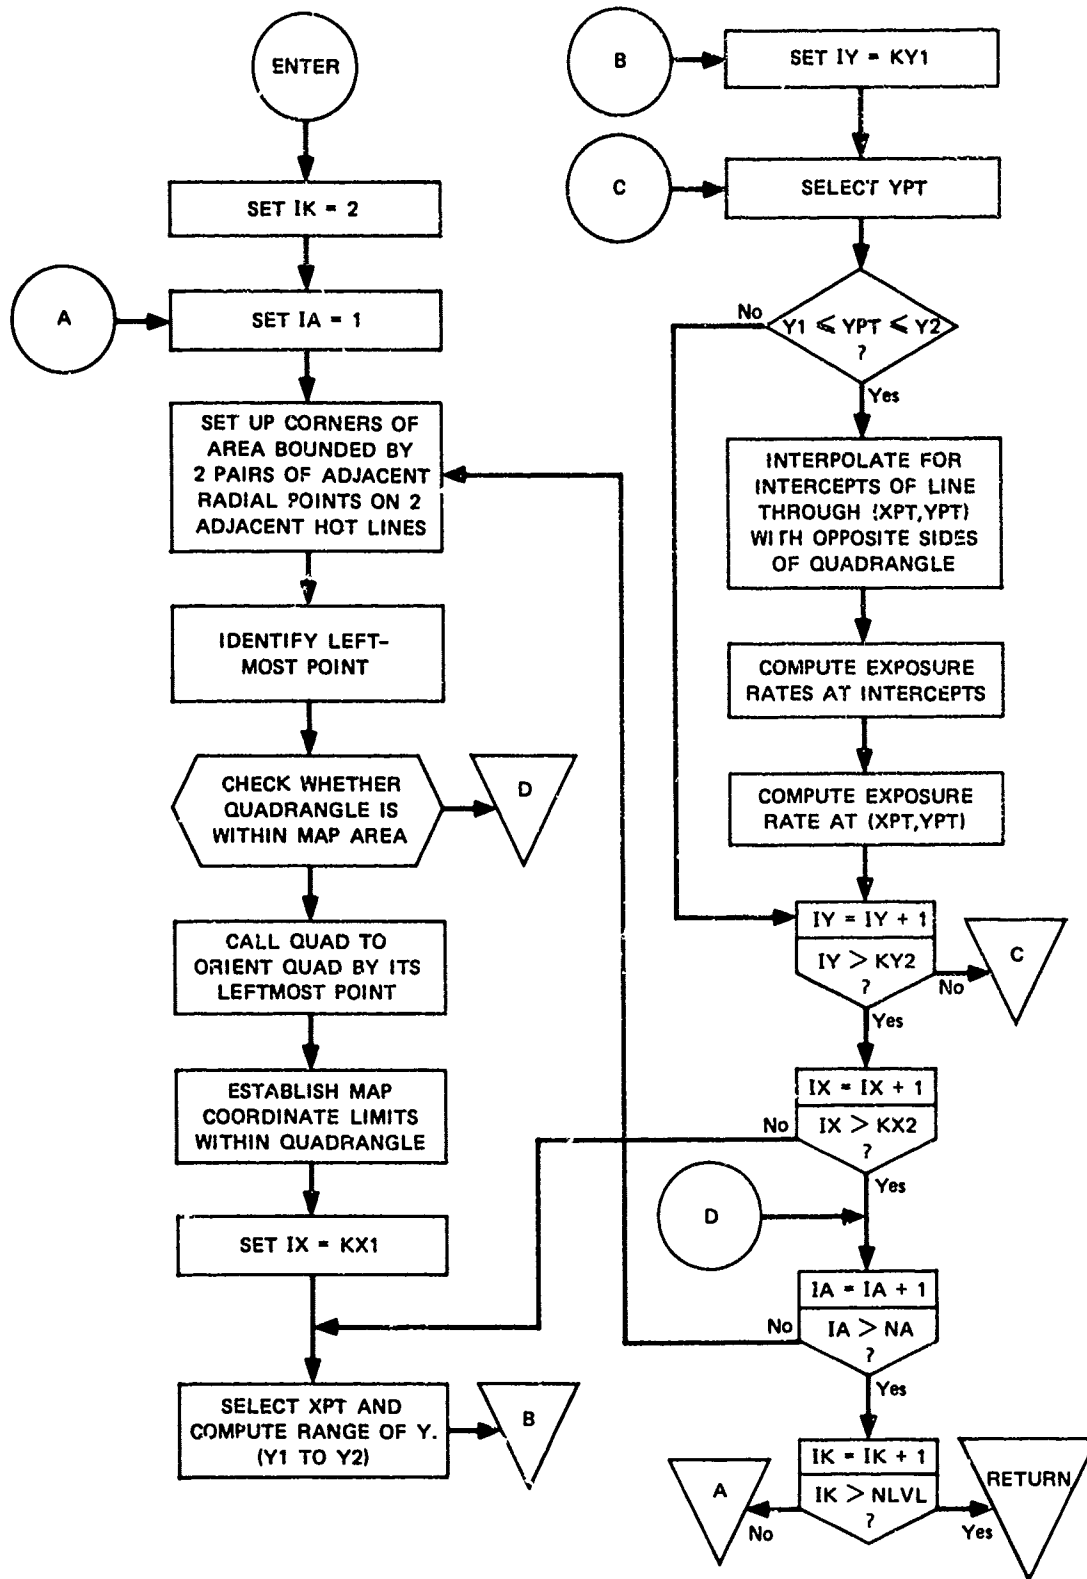 ENTER
SET IK = 2
A
SET IA = 1
SET UP CORNERS OF
AREA BOUNDED BY
2 PAIRS OF ADJACENT
RADIAL POINTS ON 2
ADJACENT HOT LINES
IDENTIFY LEFT-
MOST POINT
CHECK WHETHER
QUADRANGLE IS
WITHIN MAP AREA
D
CALL QUAD TO
ORIENT QUAD BY ITS
LEFTMOST POINT
ESTABLISH MAP
COORDINATE LIMITS
WITHIN QUADRANGLE
SET IX = KX1
SELECT XPT AND
COMPUTE RANGE OF Y.
(Y1 TO Y2)
B
B
SET IY = KY1
C
SELECT YPT
No
Y1 ⩽ YPT ⩽ Y2
?
Yes
INTERPOLATE FOR
INTERCEPTS OF LINE
THROUGH (XPT,YPT)
WITH OPPOSITE SIDES
OF QUADRANGLE
COMPUTE EXPOSURE
RATES AT INTERCEPTS
COMPUTE EXPOSURE
RATE AT (XPT,YPT)
IY = IY + 1
IY > KY2
?
No
C
Yes
IX = IX + 1
No
IX > KX2
?
Yes
D
IA = IA + 1
No
IA > NA
?
Yes
IK = IK + 1
IK > NLVL
?
No
A
Yes
RETURN